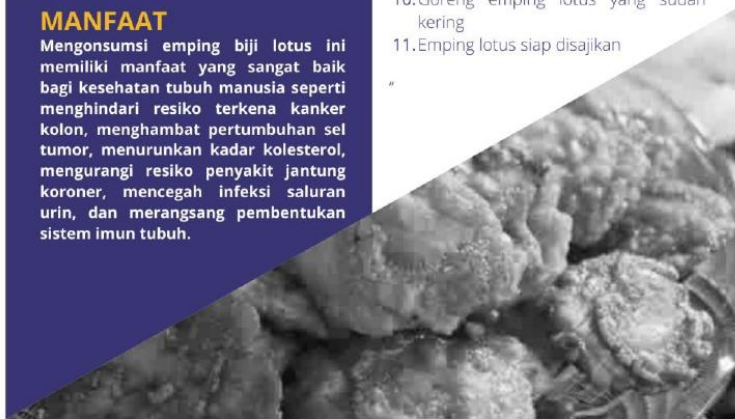 MANFAAT
Mengonsumsi emping biji lotus ini
memiliki manfaat yang sangat baik
bagi kesehatan tubuh manusia seperti
menghindari resiko terkena kanker
kolon, menghambat pertumbuhan sel
tumor, menurunkan kadar kolesterol,
mengurangi resiko penyakit jantung
koroner, mencegah infeksi saluran
urin, dan merangsang pembentukan
sistem imun tubuh.
10. Goreng emping lotus yang sudah
kering
11. Emping lotus siap disajikan
"